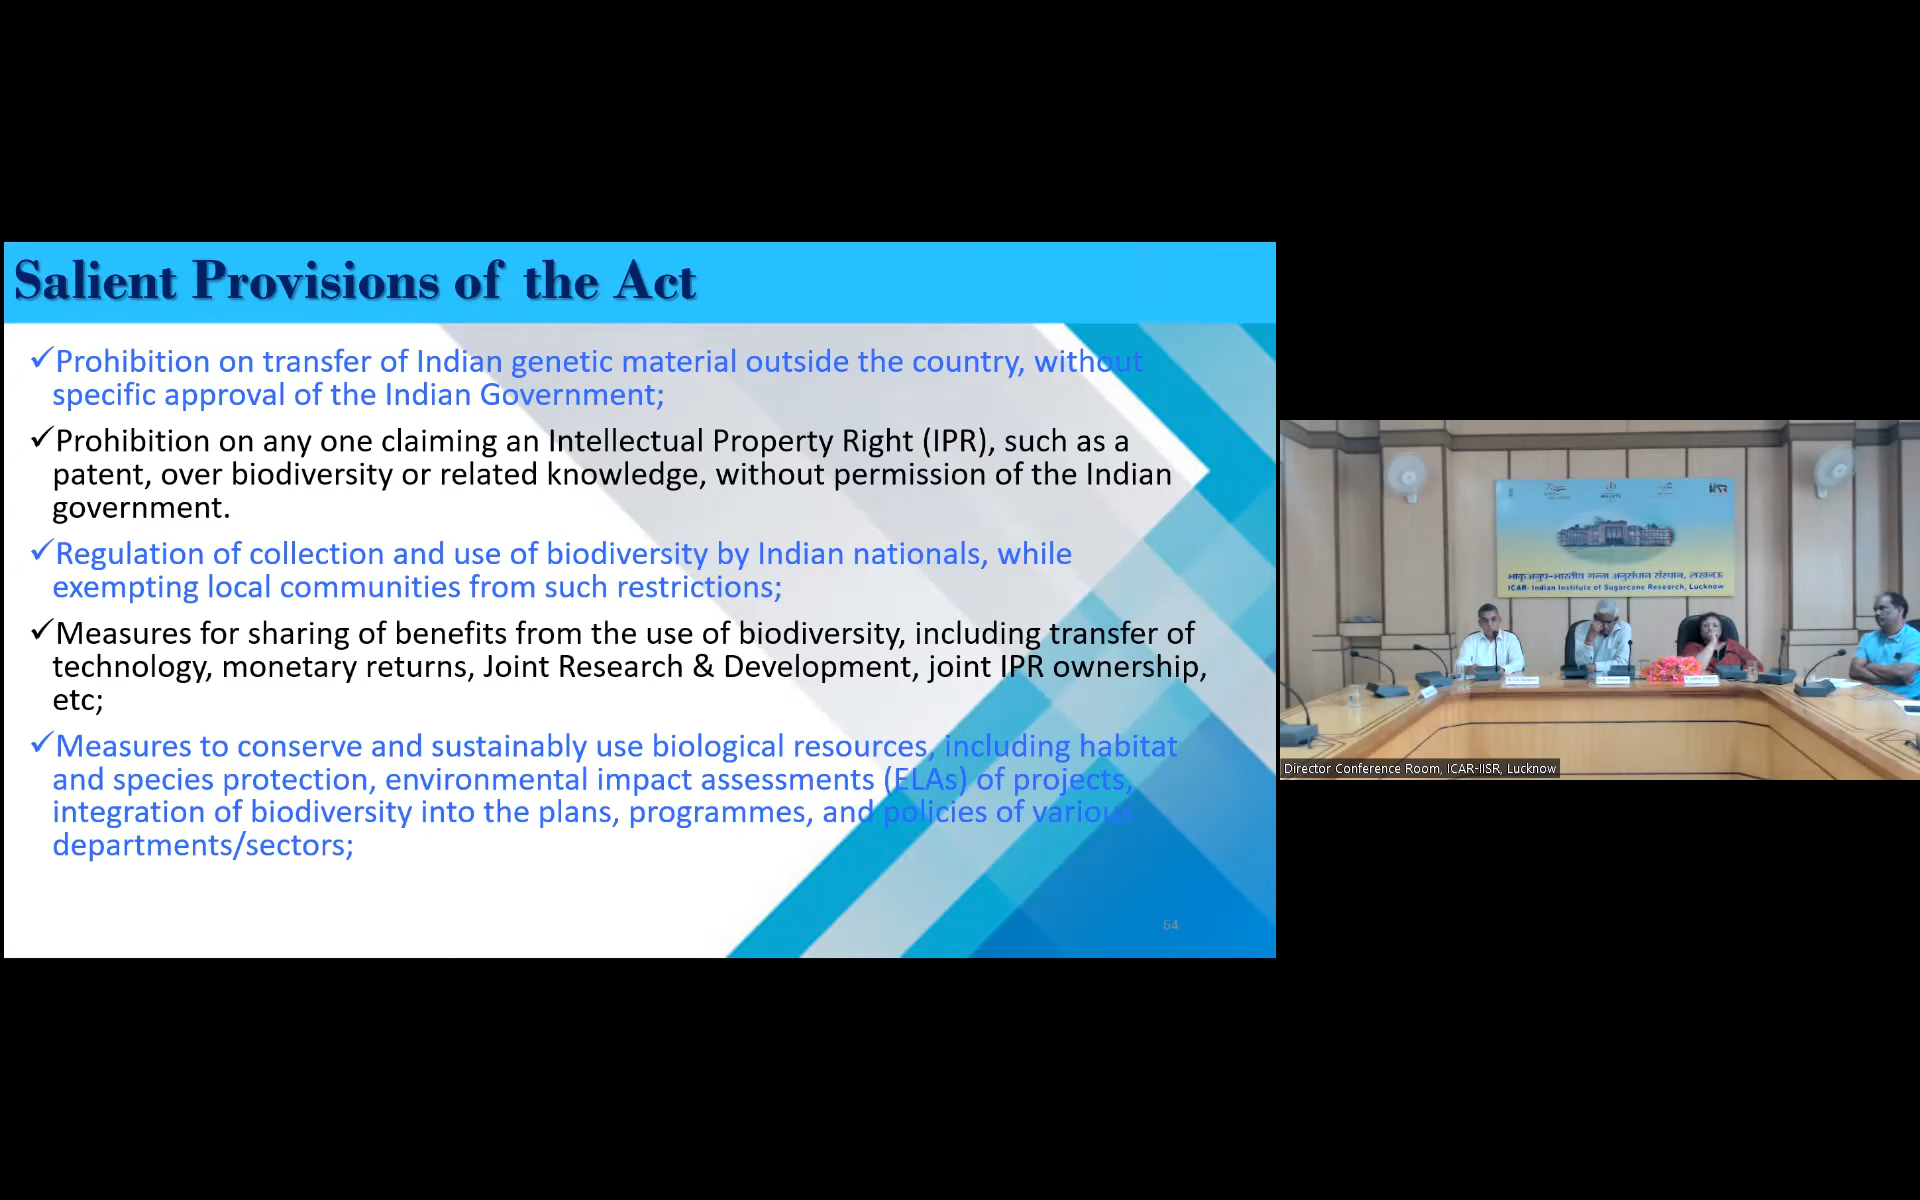 Salient Provisions of the Act
✓Prohibition on transfer of Indian genetic material outside the country, without
specific approval of the Indian Government;
✓Prohibition on any one claiming an Intellectual Property Right (IPR), such as a
patent, over biodiversity or related knowledge, without permission of the Indian
government.
✓Regulation of collection and use of biodiversity by Indian nationals, while
exempting local communities from such restrictions;
✓Measures for sharing of benefits from the use of biodiversity, including transfer of
technology, monetary returns, Joint Research & Development, joint IPR ownership,
etc;
✓Measures to conserve and sustainably use biological resources, including habitat
and species protection, environmental impact assessments (ELAs) of projects,
integration of biodiversity into the plans, programmes, and policies of various
departments/sectors;
64
भाकृअनुप-भारतीय गन्ना अनुसंधान संस्थान, लखनऊ
ICAR- Indian Institute of Sugarcane Research, Lucknow
Director Conference Room, ICAR-IISR, Lucknow